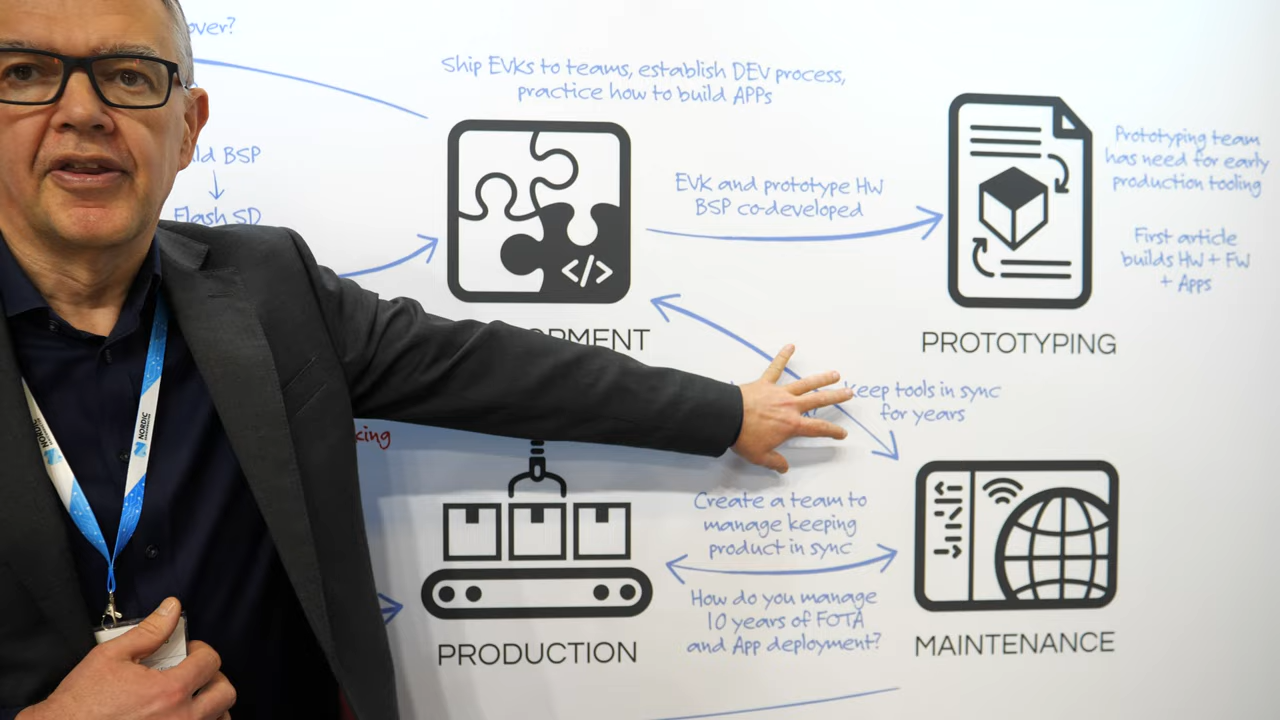 over?
Ship EVKs to teams, establish DEV process,
practice how to build APPs
BSP
Flash SD
EVK and prototype HW
BSP co-developed
Prototyping team
has need for early
production tooling
First article
builds HW + FW
+ Apps
OPMENT
PROTOTYPING
keep tools in sync
for years
king
Create a team to
manage keeping
product in sync
How do you manage
10 years of FOTA
and App deployment?
PRODUCTION
MAINTENANCE
NORDIC
NORDIC